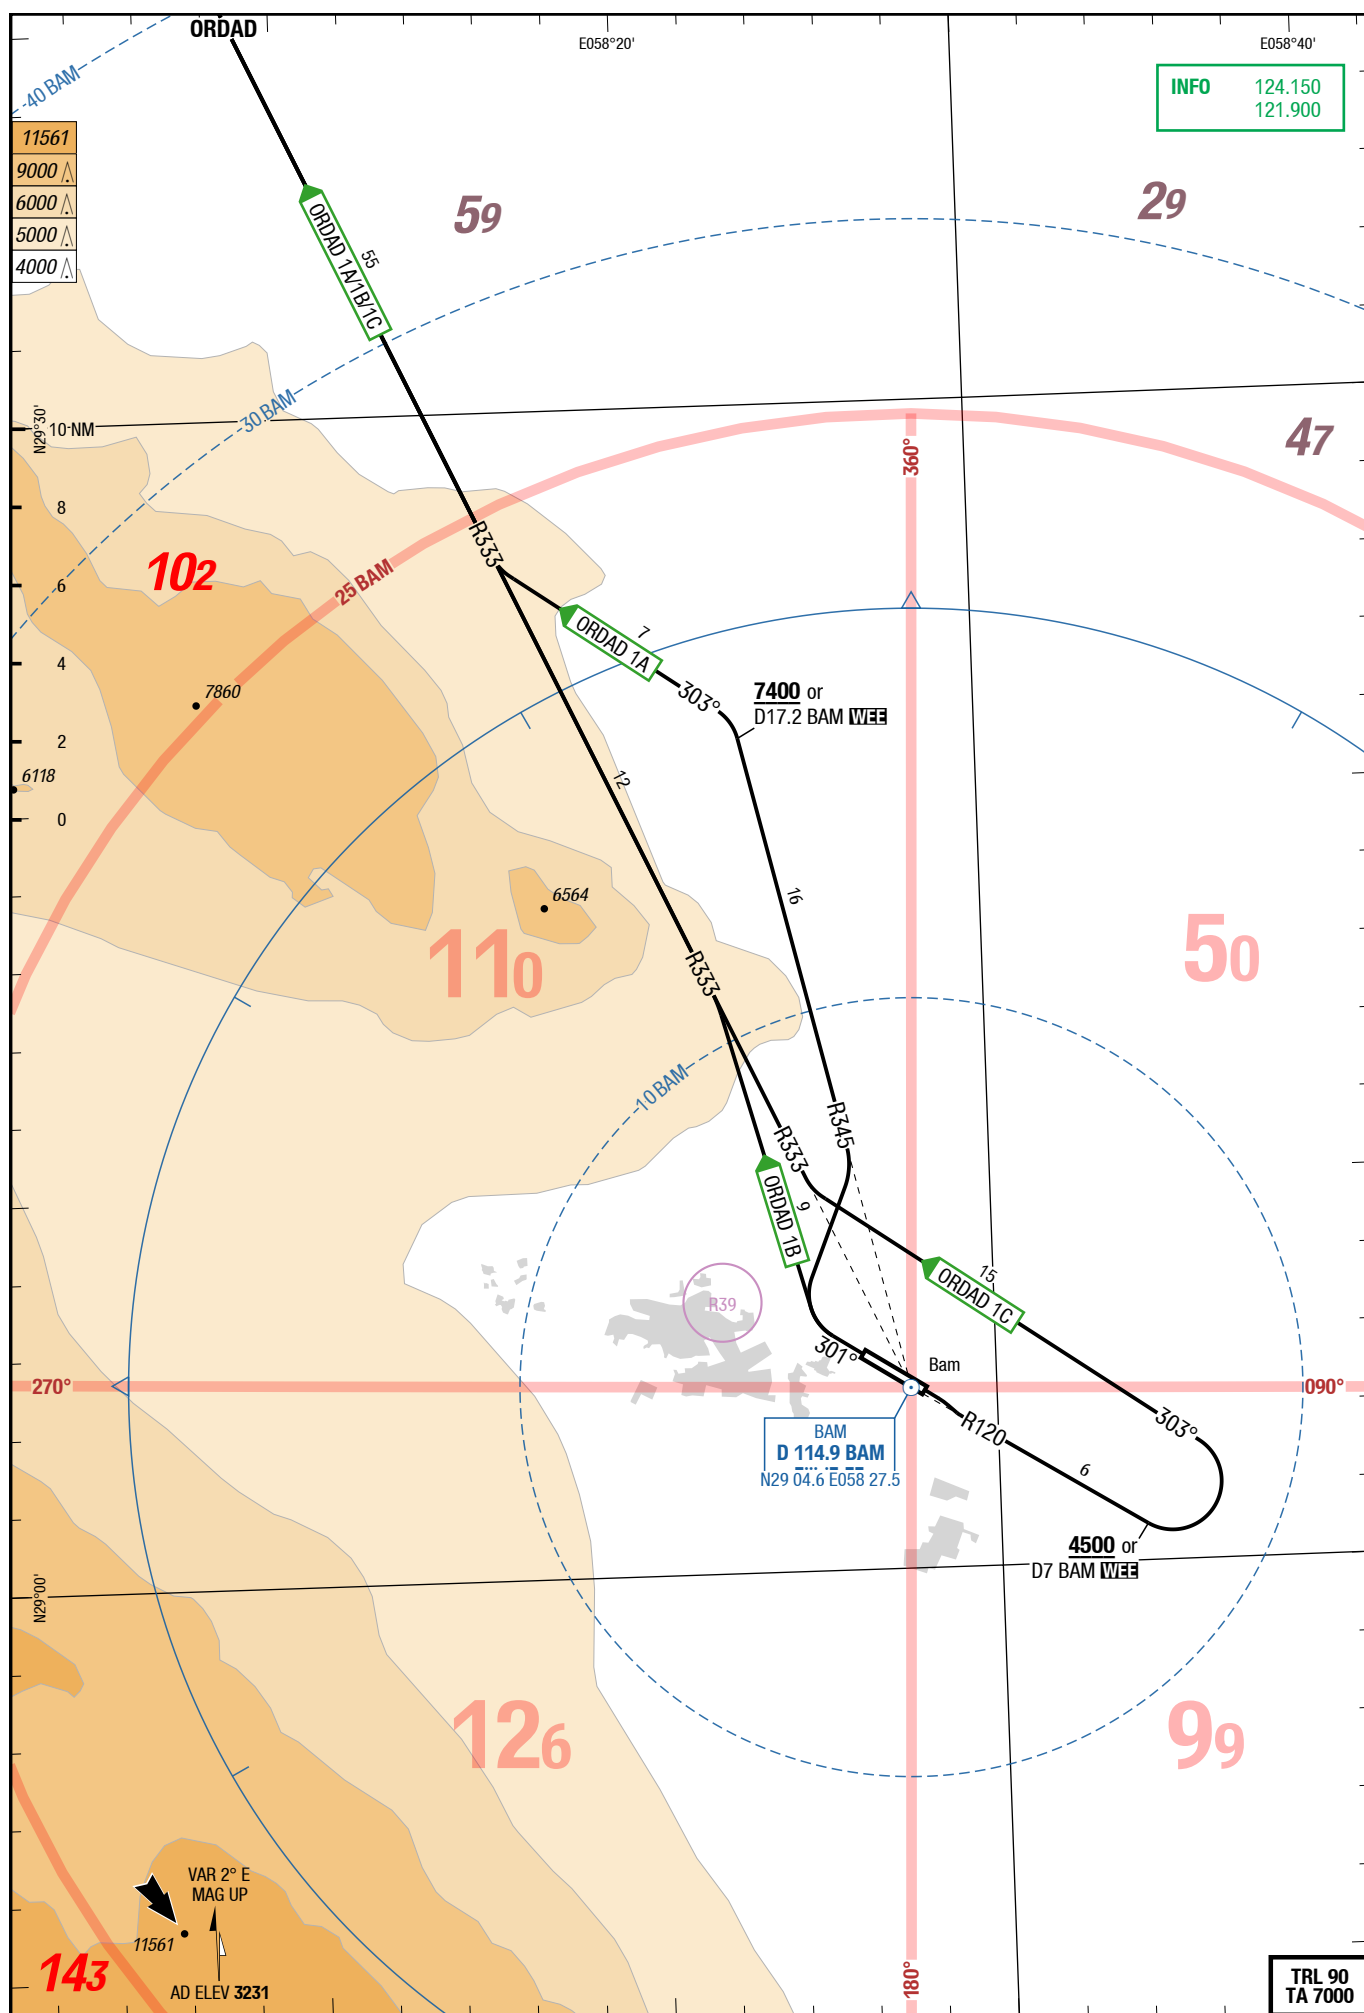 ORDAD
E058°20'
E058°40'
40 BAM
INFO 124.150
121.900
11561
9000
6000
5000
4000
59
29
ORDAD 1A/1B/1C
55
30 BAM
N29°30'
10 NM
47
360°
8
R333
102
6
25 BAM
7
ORDAD 1A
4
303°
7400 or
D17.2 BAM WEE
7860
2
12
6118
0
16
6564
110
50
R333
10 BAM
R345
R333
9
ORDAD 1B
15
ORDAD 1C
R39
301°
Bam
270°
090°
303°
R120
BAM
D 114.9 BAM
N29 04.6 E058 27.5
6
4500 or
D7 BAM WEE
N29°00'
126
99
VAR 2° E
MAG UP
11561
143
AD ELEV 3231
180°
TRL 90
TA 7000